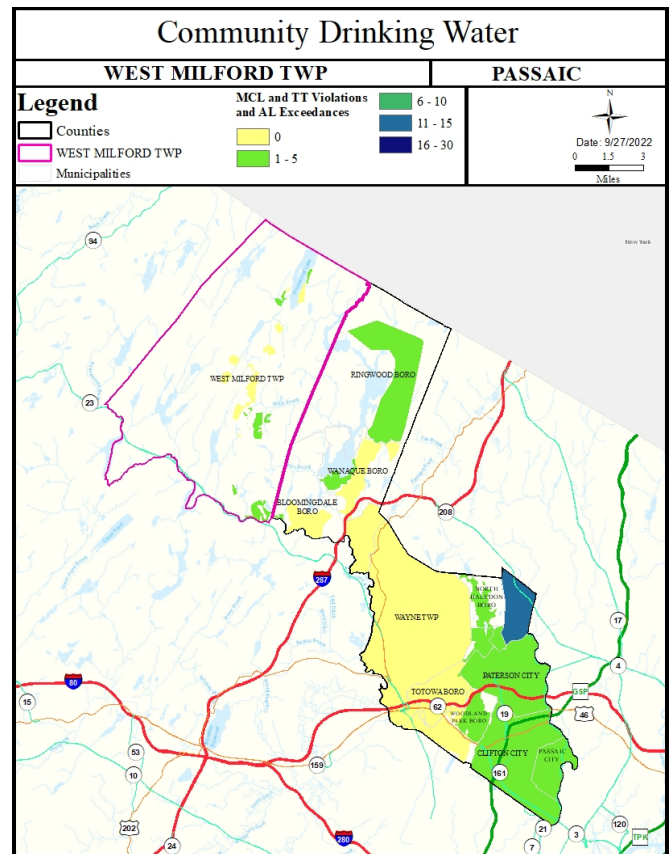 Community Drinking Water
WEST MILFORD TWP
PASSAIC
Legend
Counties
WEST MILFORD TWP
Municipalities
MCL and TT Violations
and AL Exceedances
0
1 - 5
6 - 10
11 - 15
16 - 30
N
Date: 9/27/2022
0 1.5 3
Miles
New York
94
WEST MILFORD TWP
RINGWOOD BORO
23
WANAQUE BORO
BLOOMINGDALE
BORO
208
287
NORTH
HALEDON
BORO
WAYNE TWP
17
4
PATERSON CITY
80
TOTOWA BORO
GSP
15
62
WOODLAND
PARK BORO
19
46
53
CLIFTON CITY
PASSAIC
CITY
159
10
161
202
24
280
21
3
120
7
TPK